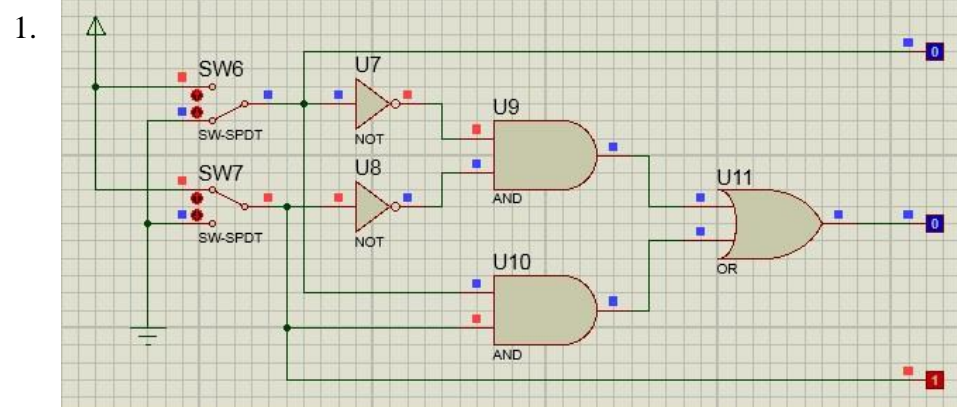 1.
0
SW6
U7
SW-SPDT
NOT
U9
SW7
U8
AND
U11
SW-SPDT
NOT
0
U10
OR
AND
1